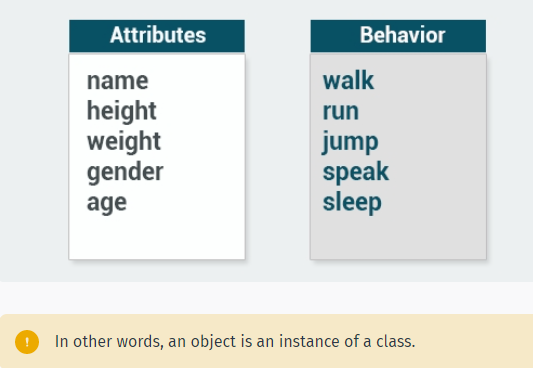 Attributes
name
height
weight
gender
age
Behavior
walk
run
jump
speak
sleep
! In other words, an object is an instance of a class.